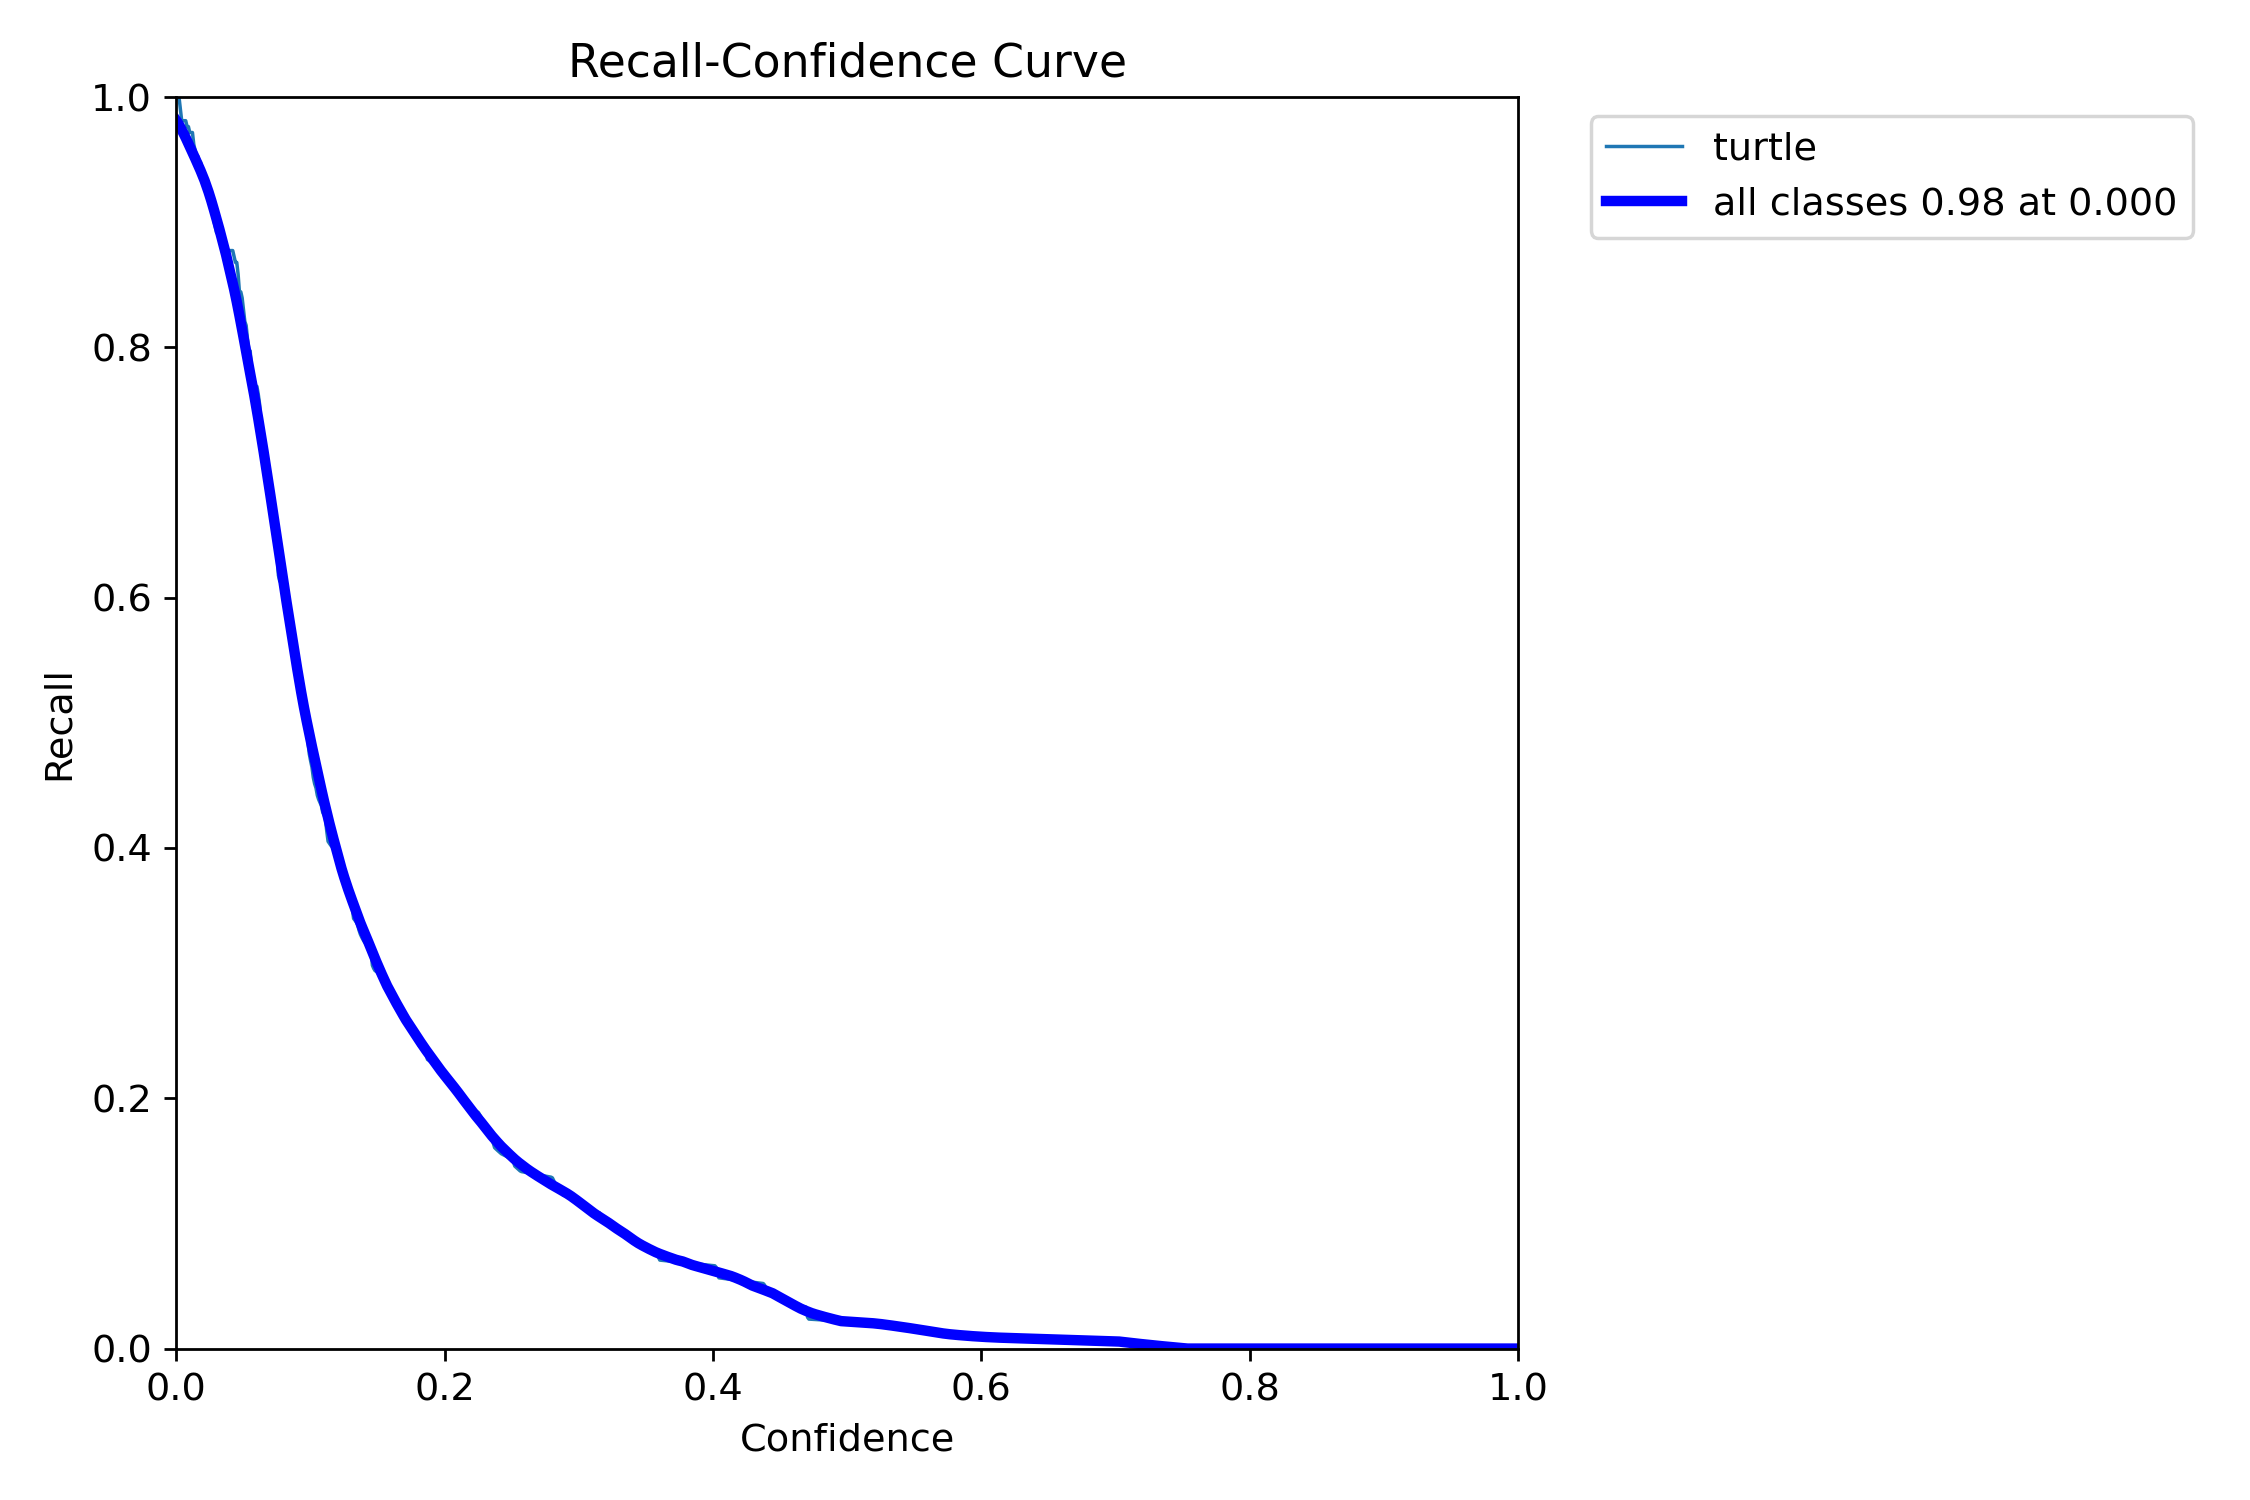 Recall-Confidence Curve
1.0
0.8
0.6
0.4
0.2
0.0
Recall
0.0 0.2 0.4 0.6 0.8 1.0
Confidence
turtle
all classes 0.98 at 0.000